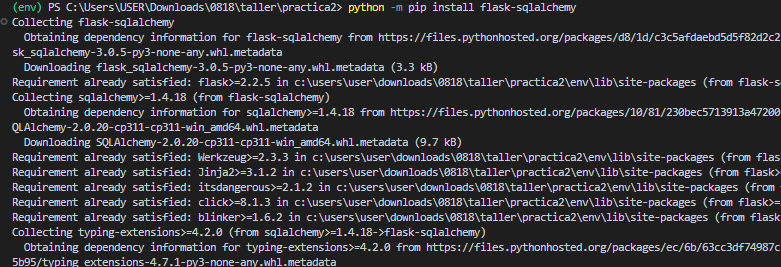 (env) PS C:\Users\USER\Downloads\0818\taller\practica2> python -m pip install flask-sqlalchemy
Collecting flask-sqlalchemy
Obtaining dependency information for flask-sqlalchemy from https://files.pythonhosted.org/packages/d8/1d/c3c5afdaebd5d5f82d2c2
sk_sqlalchemy-3.0.5-py3-none-any.whl.metadata
Downloading flask_sqlalchemy-3.0.5-py3-none-any.whl.metadata (3.3 kB)
Requirement already satisfied: flask>=2.2.5 in c:\users\user\downloads\0818\taller\practica2\env\lib\site-packages (from flask-s
Collecting sqlalchemy>=1.4.18 (from flask-sqlalchemy)
Obtaining dependency information for sqlalchemy>=1.4.18 from https://files.pythonhosted.org/packages/10/81/230bec5713913a47200
QLAlchemy-2.0.20-cp311-cp311-win_amd64.whl.metadata
Downloading SQLAlchemy-2.0.20-cp311-cp311-win_amd64.whl.metadata (9.7 kB)
Requirement already satisfied: Werkzeug>=2.3.3 in c:\users\user\downloads\0818\taller\practica2\env\lib\site-packages (from flas
Requirement already satisfied: Jinja2>=3.1.2 in c:\users\user\downloads\0818\taller\practica2\env\lib\site-packages (from flask>
Requirement already satisfied: itsdangerous>=2.1.2 in c:\users\user\downloads\0818\taller\practica2\env\lib\site-packages (from
Requirement already satisfied: click>=8.1.3 in c:\users\user\downloads\0818\taller\practica2\env\lib\site-packages (from flask>=
Requirement already satisfied: blinker>=1.6.2 in c:\users\user\downloads\0818\taller\practica2\env\lib\site-packages (from flask
Collecting typing-extensions>=4.2.0 (from sqlalchemy>=1.4.18->flask-sqlalchemy)
Obtaining dependency information for typing-extensions>=4.2.0 from https://files.pythonhosted.org/packages/ec/6b/63cc3df74987c
5b95/typing_extensions-4.7.1-py3-none-any.whl.metadata